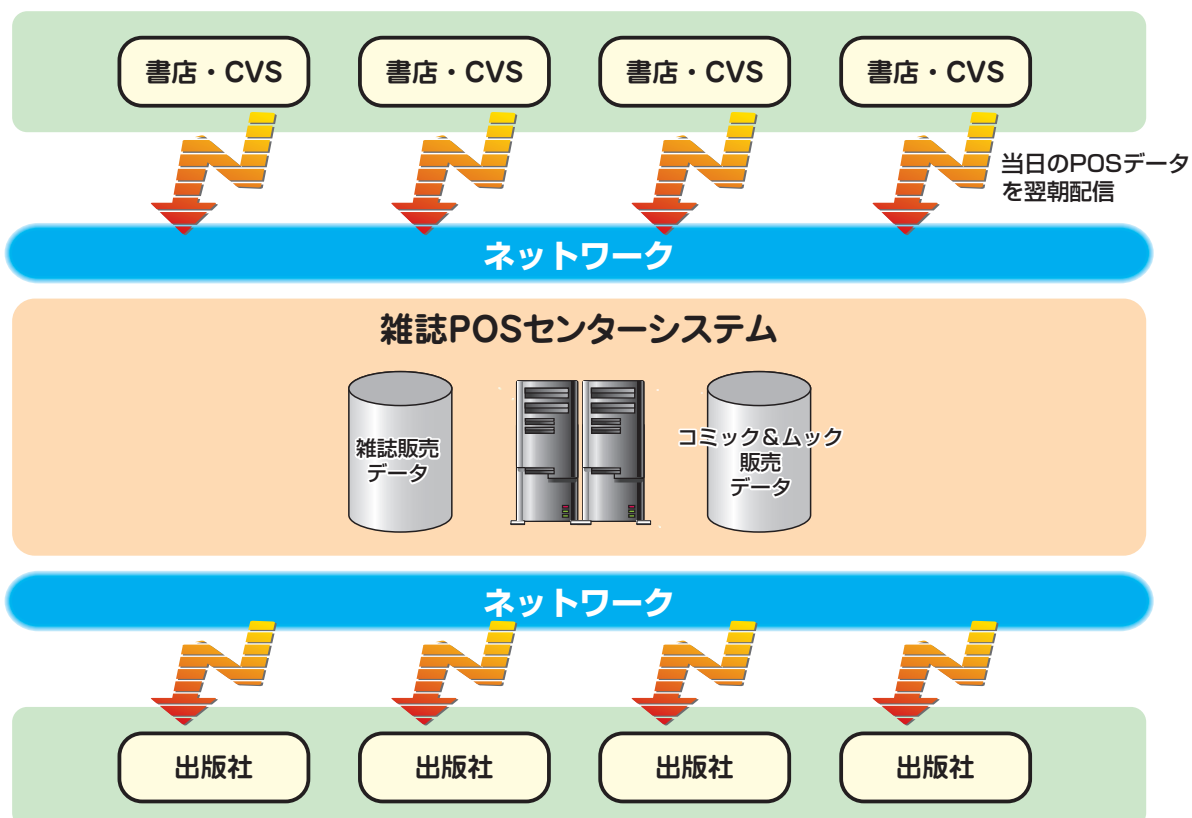 書店・CVS
書店・CVS
書店・CVS
書店・CVS
当日のPOSデータ
を翌朝配信
ネットワーク
雑誌POSセンターシステム
雑誌販売
データ
コミック＆ムック
販売
データ
ネットワーク
出版社
出版社
出版社
出版社